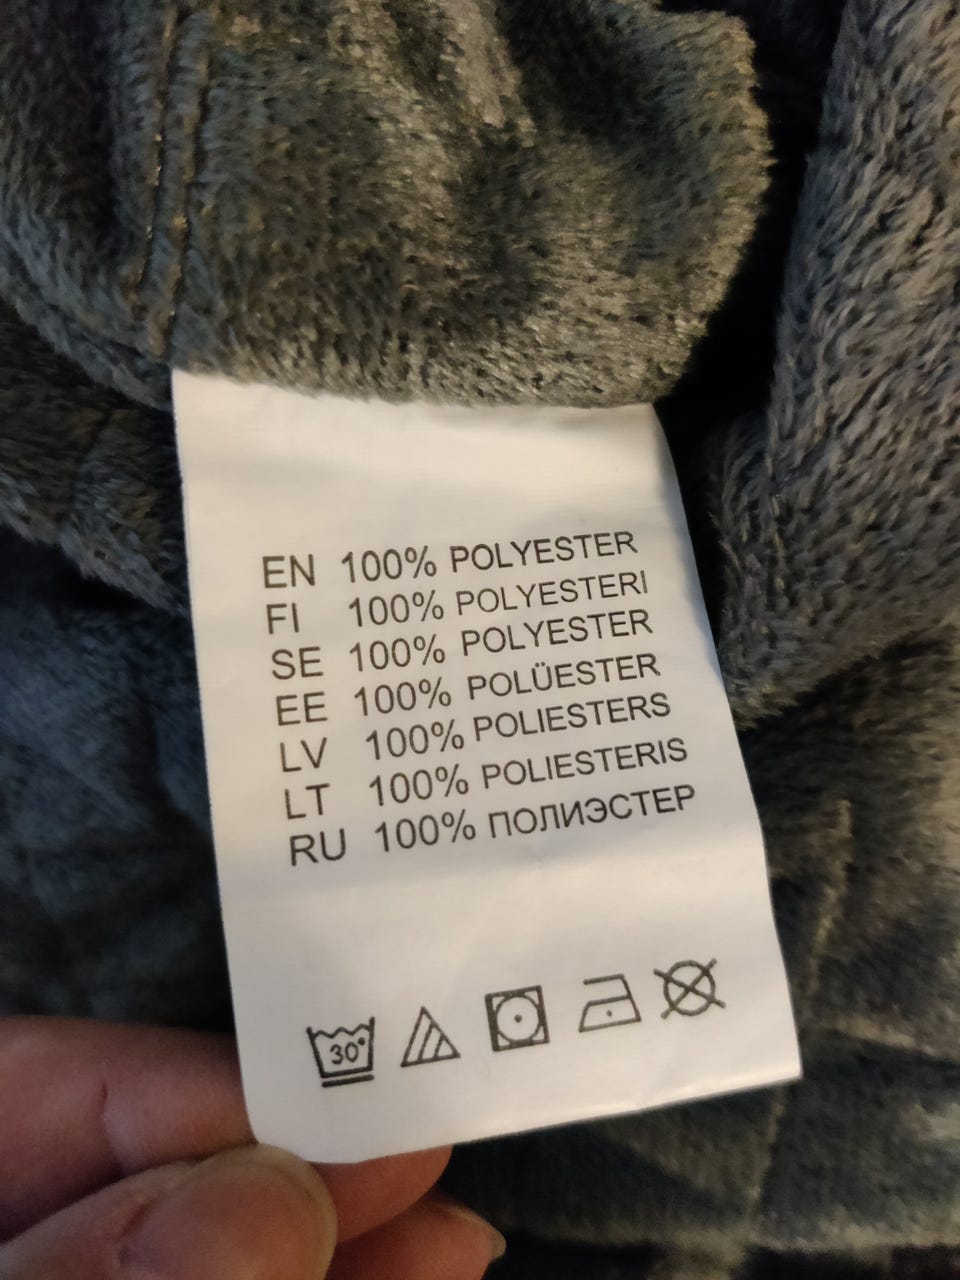 EN 100% POLYESTER
FI 100% POLYESTERI
SE 100% POLYESTER
EE 100% POLÜESTER
LV 100% POLIESTERS
LT 100% POLIESTERIS
RU 100% ПОЛИЭСТЕР
30°